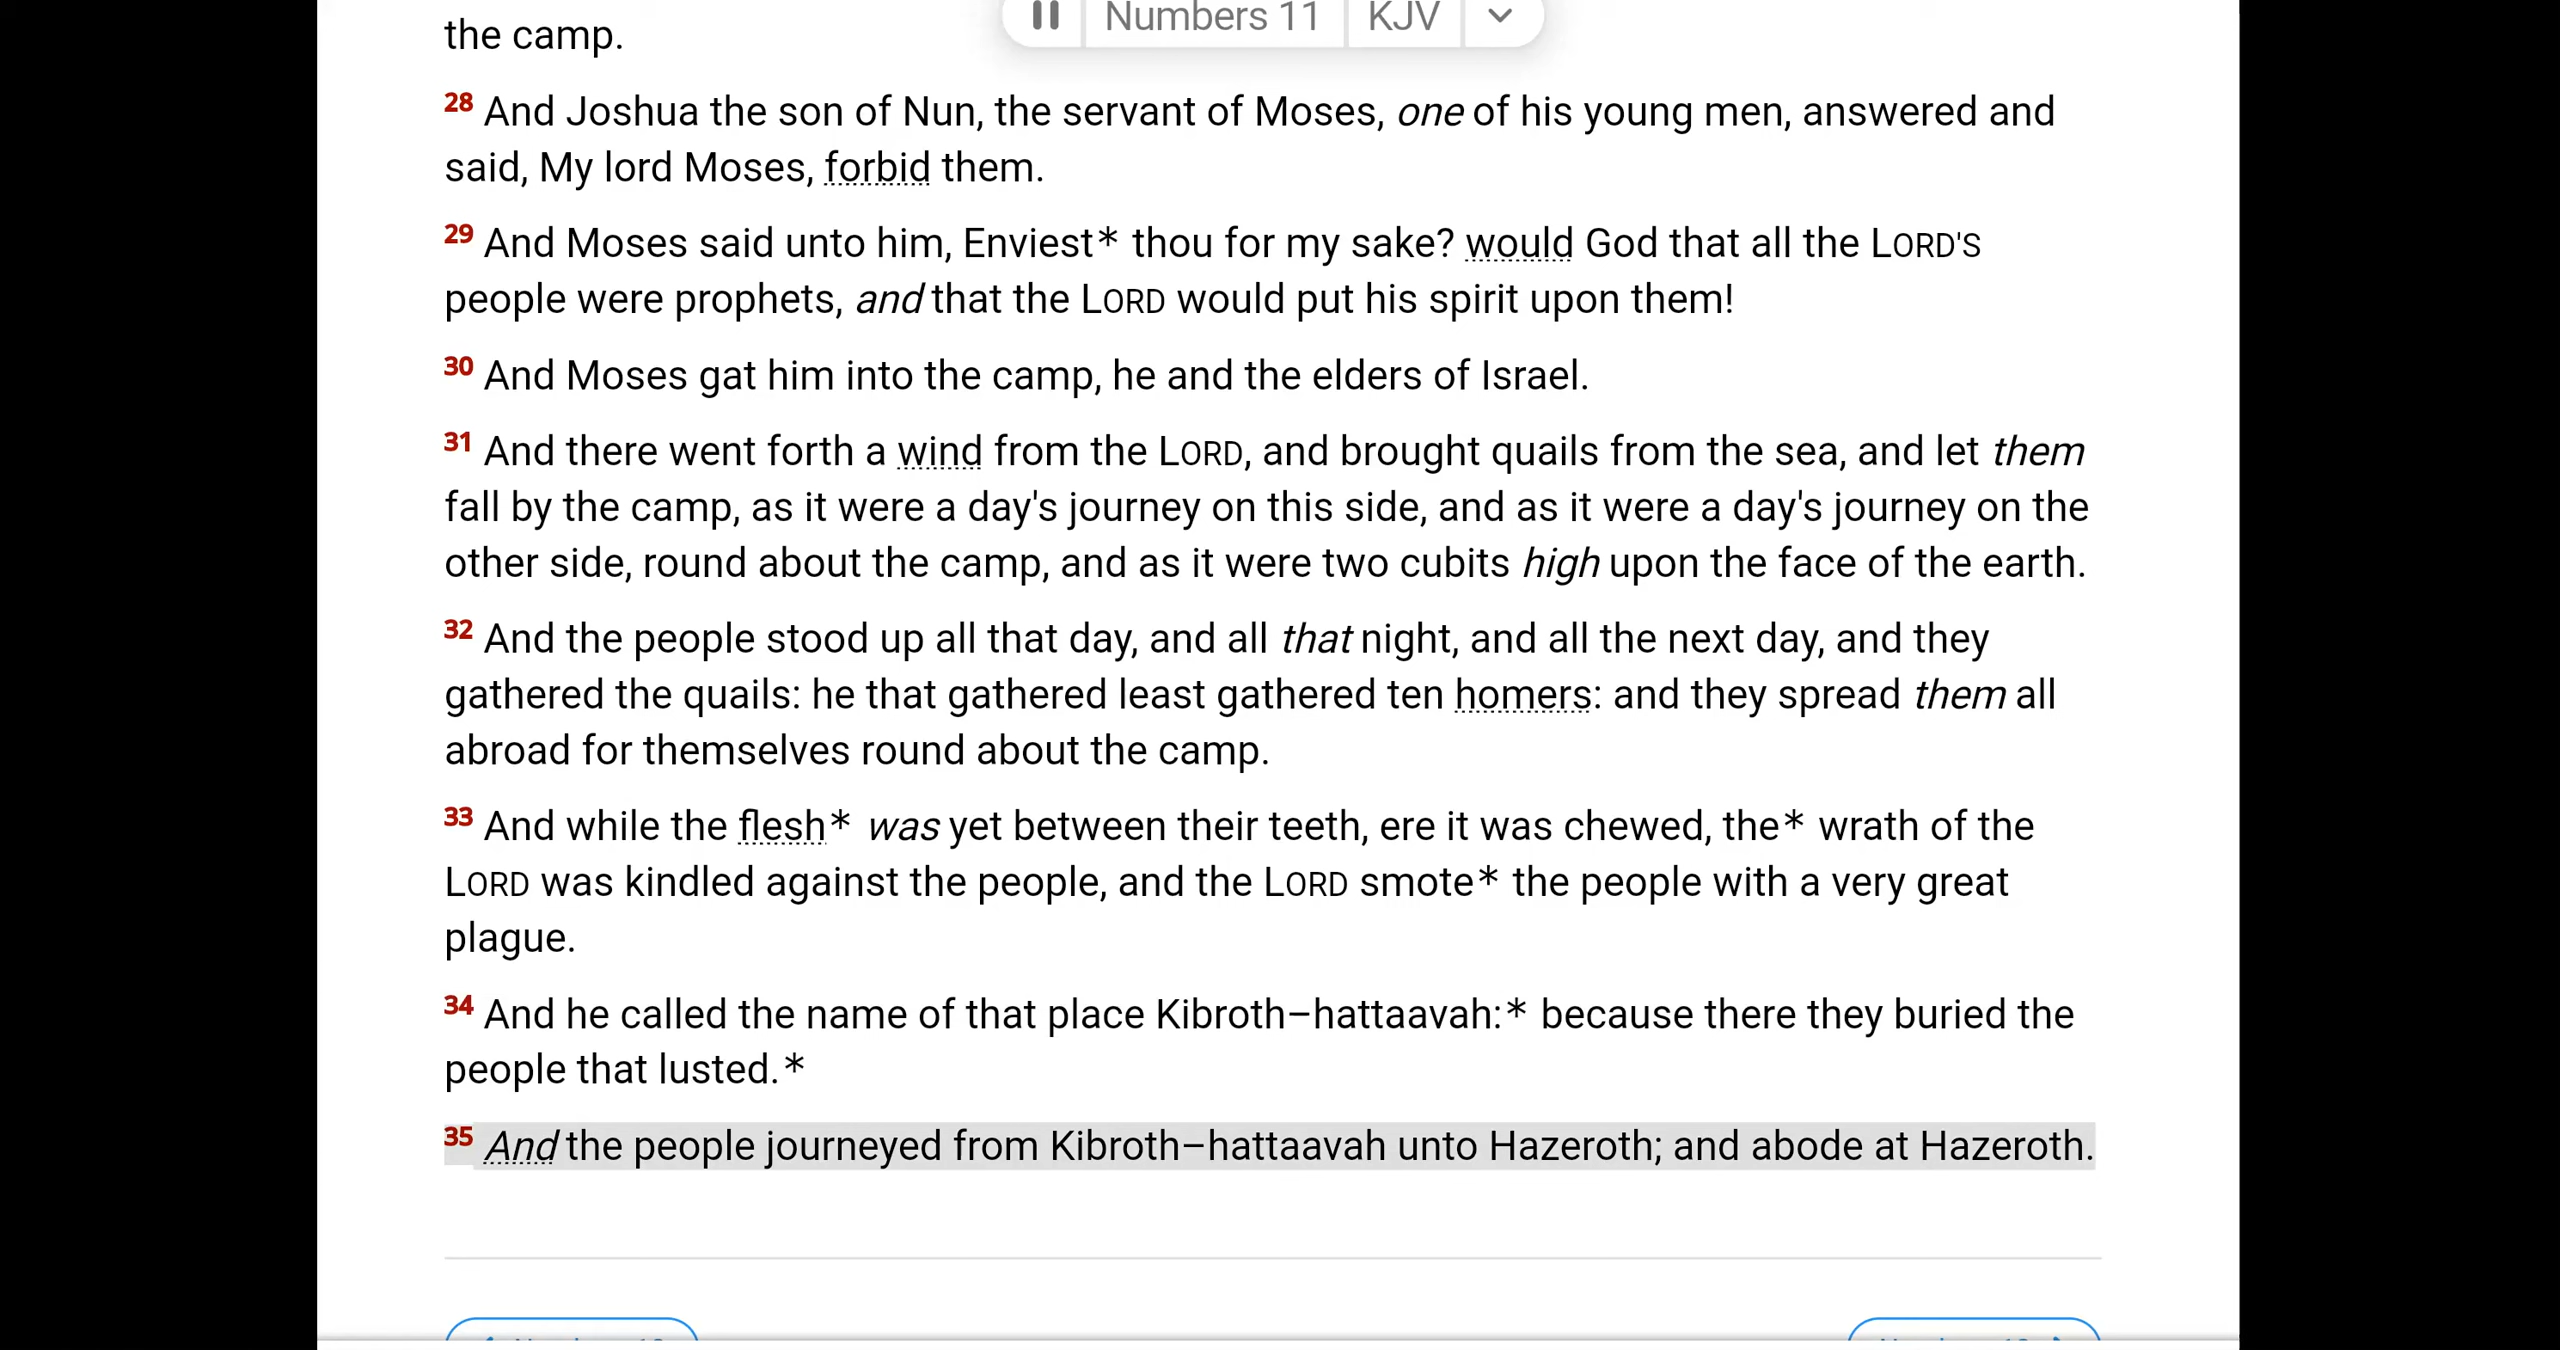 the camp.
Numbers 11 KJV
28 And Joshua the son of Nun, the servant of Moses, one of his young men, answered and
said, My lord Moses, forbid them.
29 And Moses said unto him, Enviest* thou for my sake? would God that all the LORD'S
people were prophets, and that the LORD would put his spirit upon them!
30 And Moses gat him into the camp, he and the elders of Israel.
31 And there went forth a wind from the LORD, and brought quails from the sea, and let them
fall by the camp, as it were a day's journey on this side, and as it were a day's journey on the
other side, round about the camp, and as it were two cubits high upon the face of the earth.
32 And the people stood up all that day, and all that night, and all the next day, and they
gathered the quails: he that gathered least gathered ten homers: and they spread them all
abroad for themselves round about the camp.
33 And while the flesh* was yet between their teeth, ere it was chewed, the* wrath of the
LORD was kindled against the people, and the LORD smote* the people with a very great
plague.
34 And he called the name of that place Kibroth–hattaavah:* because there they buried the
people that lusted.*
35 And the people journeyed from Kibroth–hattaavah unto Hazeroth; and abode at Hazeroth.